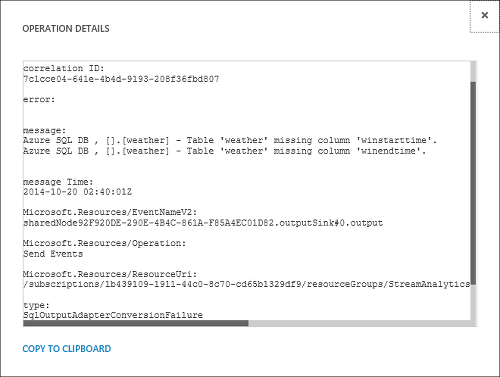 OPERATION DETAILS
×
correlation ID:
7c1cce04-641e-4b4d-9193-208f36fbd807
error:
message:
Azure SQL DB , [].[weather] - Table 'weather' missing column 'winstarttime'.
Azure SQL DB , [].[weather] - Table 'weather' missing column 'winendtime'.
message Time:
2014-10-20 02:40:01Z
Microsoft.Resources/EventNameV2:
sharedNode92F920DE-290E-4B4C-861A-F85A4EC01D82.outputSink#0.output
Microsoft.Resources/Operation:
Send Events
Microsoft.Resources/ResourceUri:
/subscriptions/1b439109-1911-44c0-8c70-cd65b1329df9/resourceGroups/StreamAnalytics
type:
SqlOutputAdapterConversionFailure
COPY TO CLIPBOARD